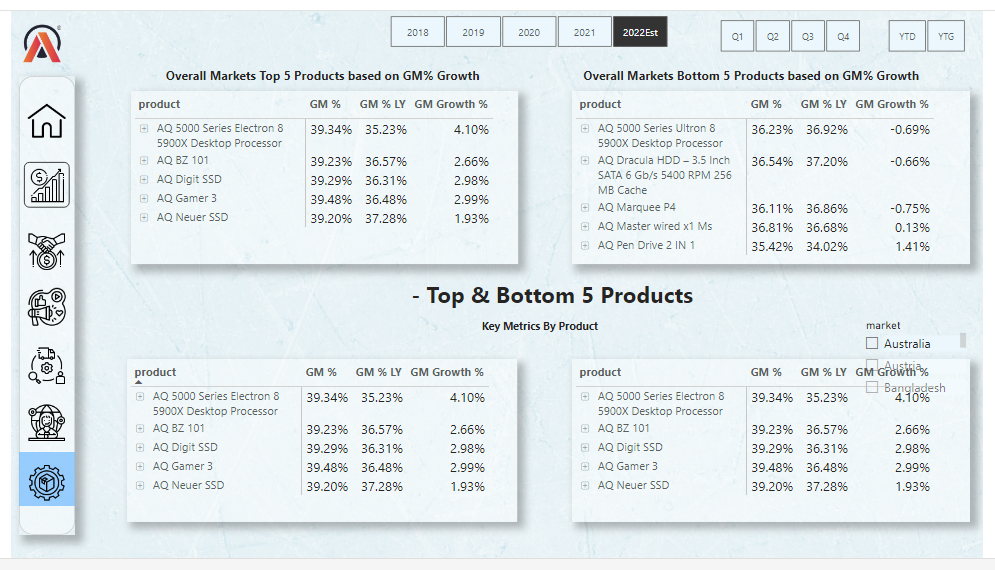 2018 2019 2020 2021 2022Est Q1 Q2 Q3 Q4 YTD YTG
Overall Markets Top 5 Products based on GM% Growth
product GM % GM % LY GM Growth %
AQ 5000 Series Electron 8 39.34% 35.23% 4.10%
5900X Desktop Processor
AQ BZ 101 39.23% 36.57% 2.66%
AQ Digit SSD 39.29% 36.31% 2.98%
AQ Gamer 3 39.48% 36.48% 2.99%
AQ Neuer SSD 39.20% 37.28% 1.93%
Overall Markets Bottom 5 Products based on GM% Growth
product GM % GM % LY GM Growth %
AQ 5000 Series Ultron 8 36.23% 36.92% -0.69%
5900X Desktop Processor
AQ Dracula HDD – 3.5 Inch 36.54% 37.20% -0.66%
SATA 6 Gb/s 5400 RPM 256
MB Cache
AQ Marquee P4 36.11% 36.86% -0.75%
AQ Master wired x1 Ms 36.81% 36.68% 0.13%
AQ Pen Drive 2 IN 1 35.42% 34.02% 1.41%
- Top & Bottom 5 Products
Key Metrics By Product
market
Australia
Austria
Bangladesh
product GM % GM % LY GM Growth %
AQ 5000 Series Electron 8 39.34% 35.23% 4.10%
5900X Desktop Processor
AQ BZ 101 39.23% 36.57% 2.66%
AQ Digit SSD 39.29% 36.31% 2.98%
AQ Gamer 3 39.48% 36.48% 2.99%
AQ Neuer SSD 39.20% 37.28% 1.93%
product GM % GM % LY GM Growth %
AQ 5000 Series Electron 8 39.34% 35.23% 4.10%
5900X Desktop Processor
AQ BZ 101 39.23% 36.57% 2.66%
AQ Digit SSD 39.29% 36.31% 2.98%
AQ Gamer 3 39.48% 36.48% 2.99%
AQ Neuer SSD 39.20% 37.28% 1.93%